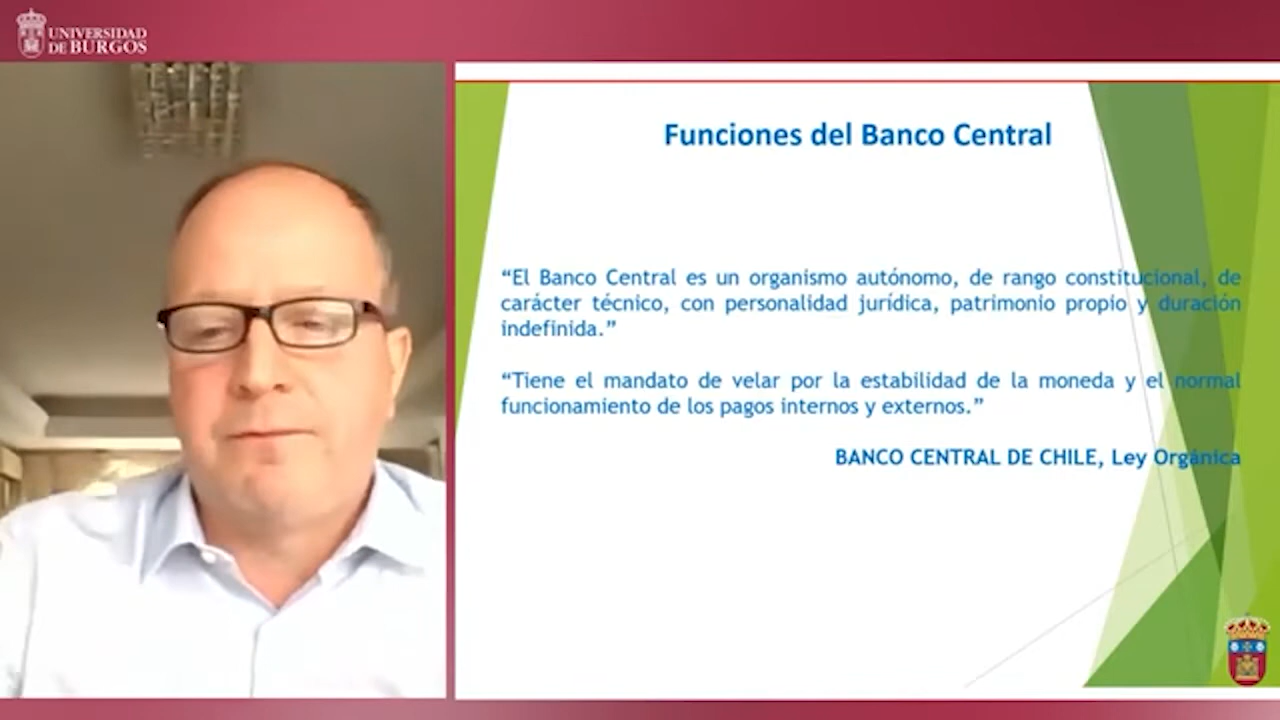 UNIVERSIDAD
DE BURGOS
Funciones del Banco Central
“El Banco Central es un organismo autónomo, de rango constitucional, de
carácter técnico, con personalidad jurídica, patrimonio propio y duración
indefinida.”
“Tiene el mandato de velar por la estabilidad de la moneda y el normal
funcionamiento de los pagos internos y externos.”
BANCO CENTRAL DE CHILE, Ley Orgánica